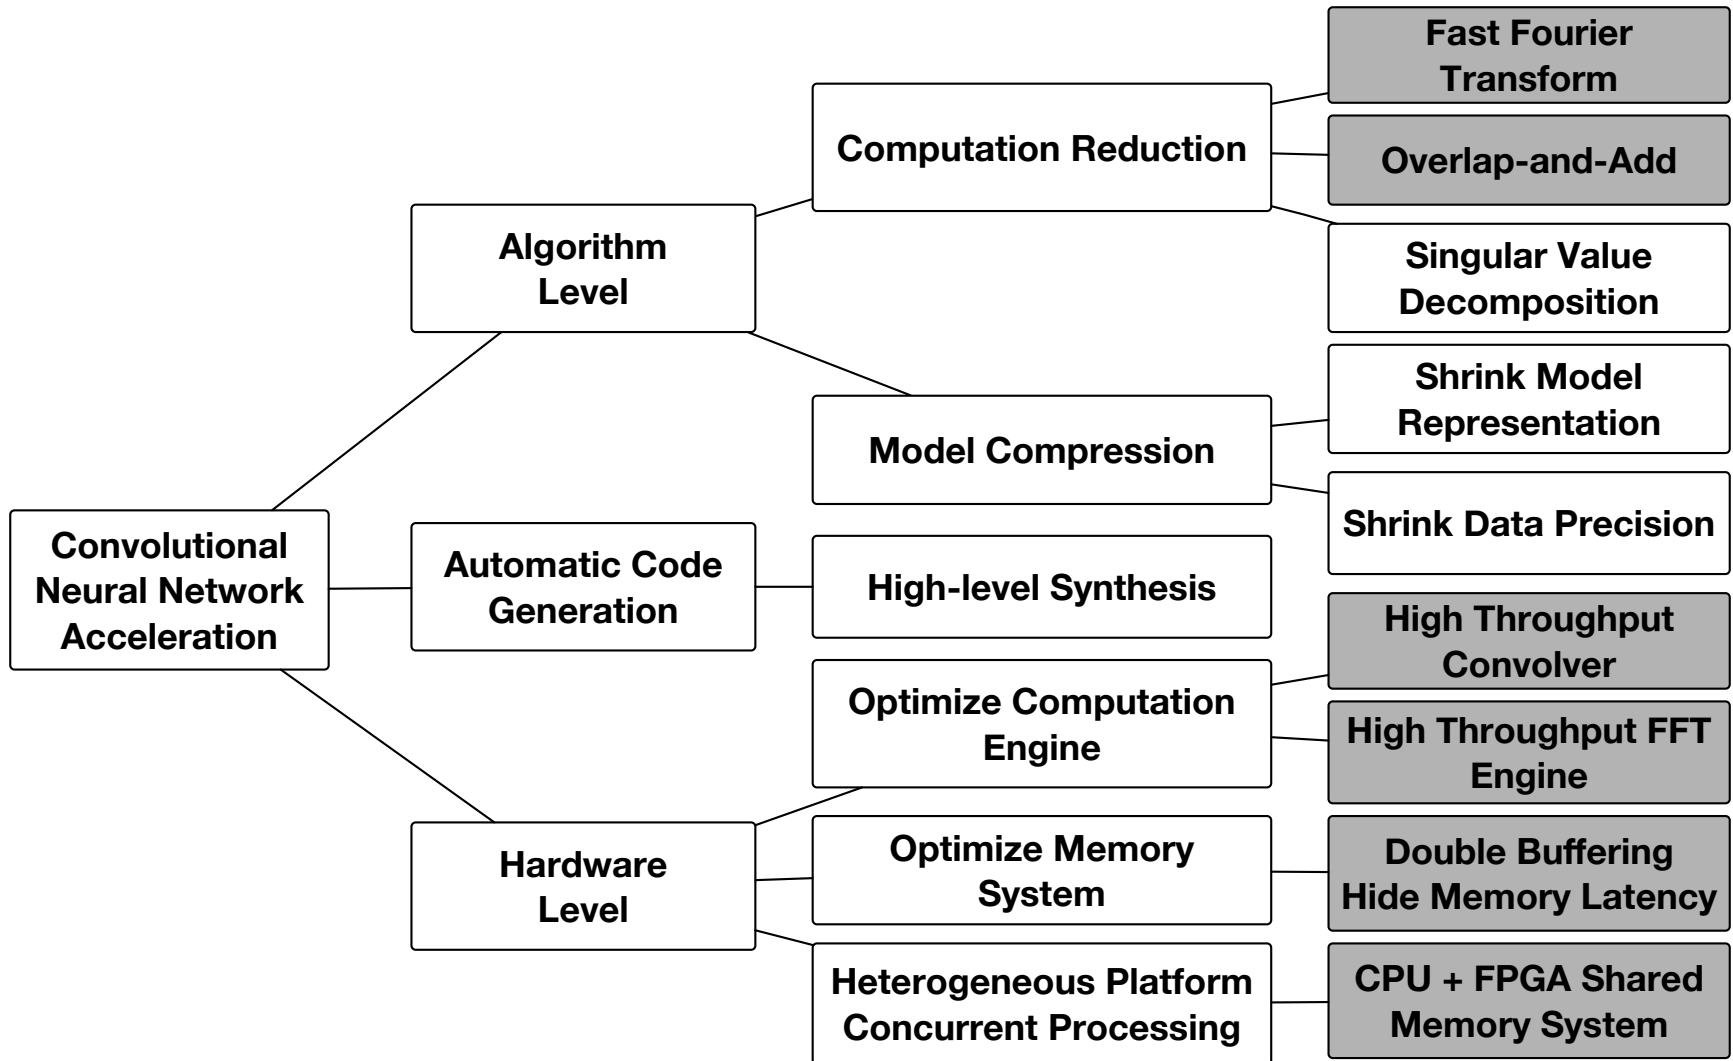 Convolutional
Neural Network
Acceleration
Algorithm
Level
Automatic Code
Generation
Hardware
Level
Computation Reduction
Model Compression
High-level Synthesis
Optimize Computation
Engine
Optimize Memory
System
Heterogeneous Platform
Concurrent Processing
Fast Fourier
Transform
Overlap-and-Add
Singular Value
Decomposition
Shrink Model
Representation
Shrink Data Precision
High Throughput
Convolver
High Throughput FFT
Engine
Double Buffering
Hide Memory Latency
CPU + FPGA Shared
Memory System